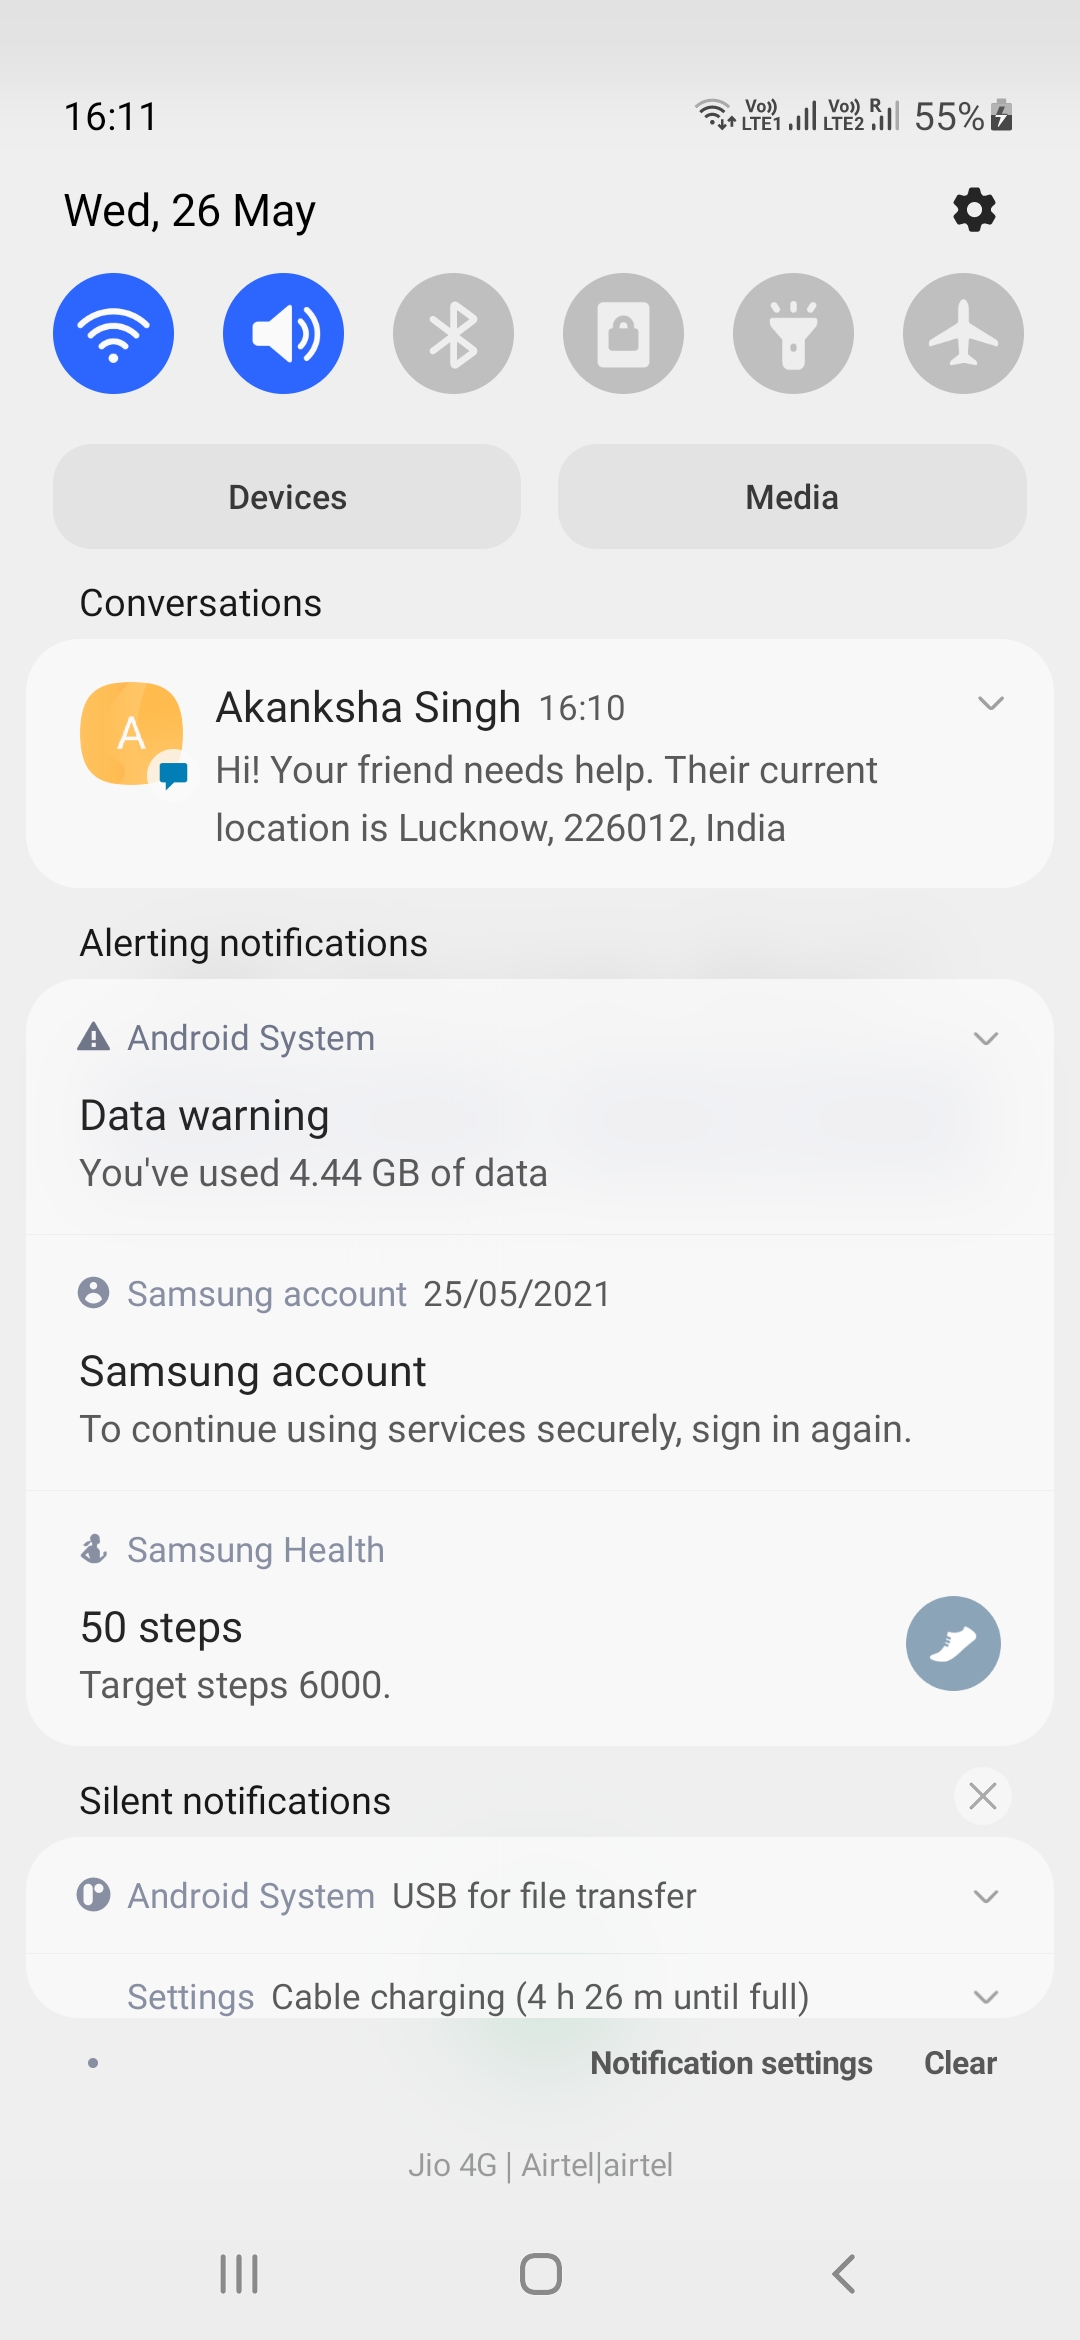 16:11
Vo)) LTE1 Vo)) LTE2 R 55%
Wed, 26 May
Devices
Media
Conversations
A
Akanksha Singh 16:10
Hi! Your friend needs help. Their current
location is Lucknow, 226012, India
Alerting notifications
Android System
Data warning
You've used 4.44 GB of data
Samsung account 25/05/2021
Samsung account
To continue using services securely, sign in again.
Samsung Health
50 steps
Target steps 6000.
Silent notifications
Android System USB for file transfer
Settings Cable charging (4 h 26 m until full)
Notification settings Clear
Jio 4G | Airtel|airtel